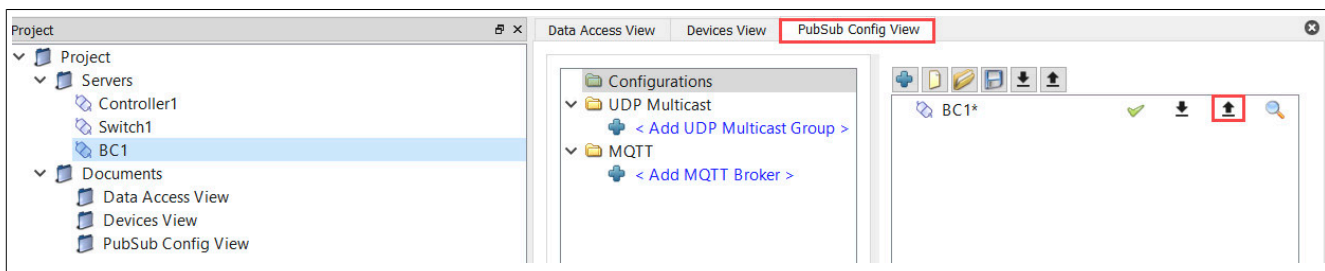 Project
Project
Servers
Controller1
Switch1
BC1
Documents
Data Access View
Devices View
PubSub Config View
Data Access View Devices View PubSub Config View
Configurations
UDP Multicast
< Add UDP Multicast Group >
MQTT
< Add MQTT Broker >
BC1*